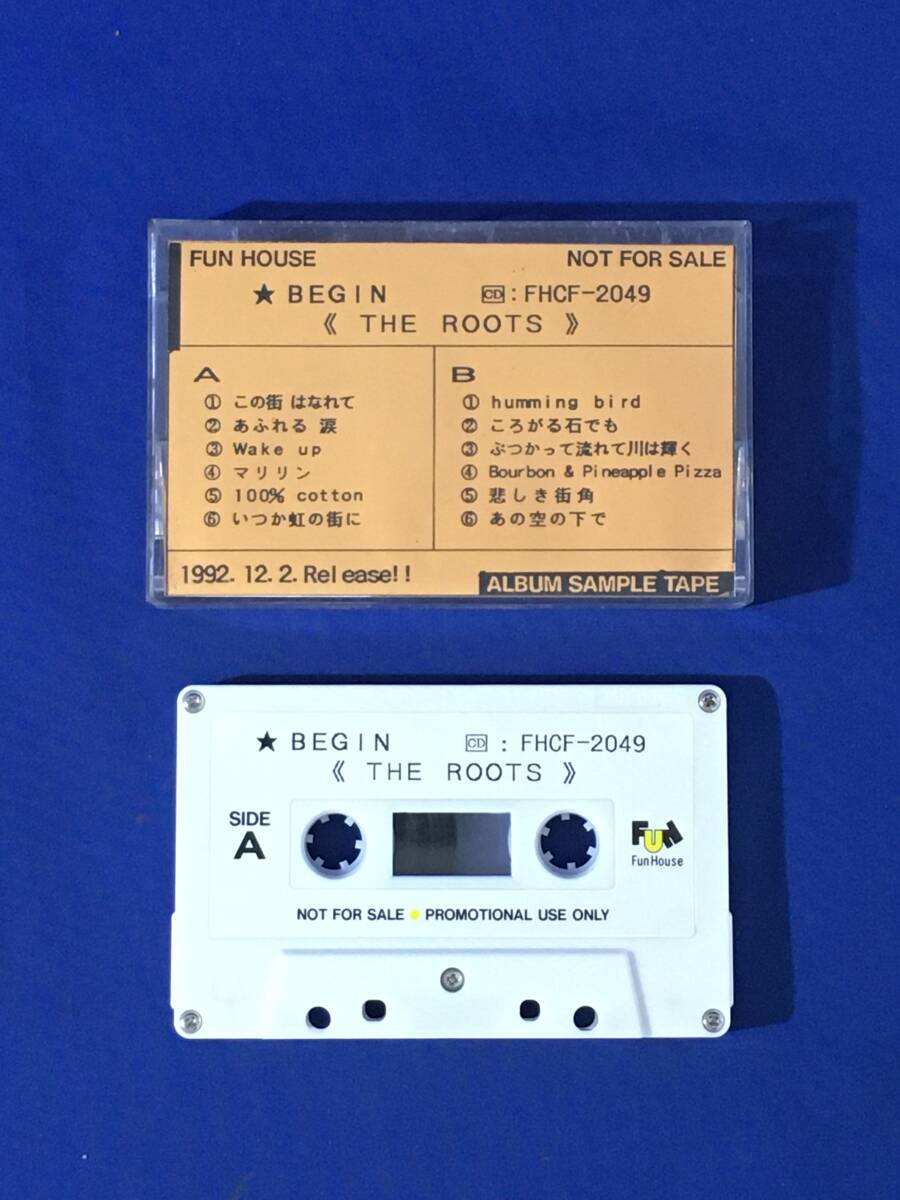 FUN HOUSE NOT FOR SALE
★ BEGIN CD : FHCF-2049
《 THE ROOTS 》
A
① この街 はなれて
② あふれる 涙
③ Wake up
④ マリリン
⑤ 100% cotton
⑥ いつか虹の街に
B
① humming bird
② ころがる石でも
③ ぶつかって流れて川は輝く
④ Bourbon & Pineapple Pizza
⑤ 悲しき街角
⑥ あの空の下で
1992. 12. 2. Release!!
ALBUM SAMPLE TAPE
★ BEGIN CD : FHCF-2049
《 THE ROOTS 》
SIDE
A
FUN
FunHouse
NOT FOR SALE ● PROMOTIONAL USE ONLY